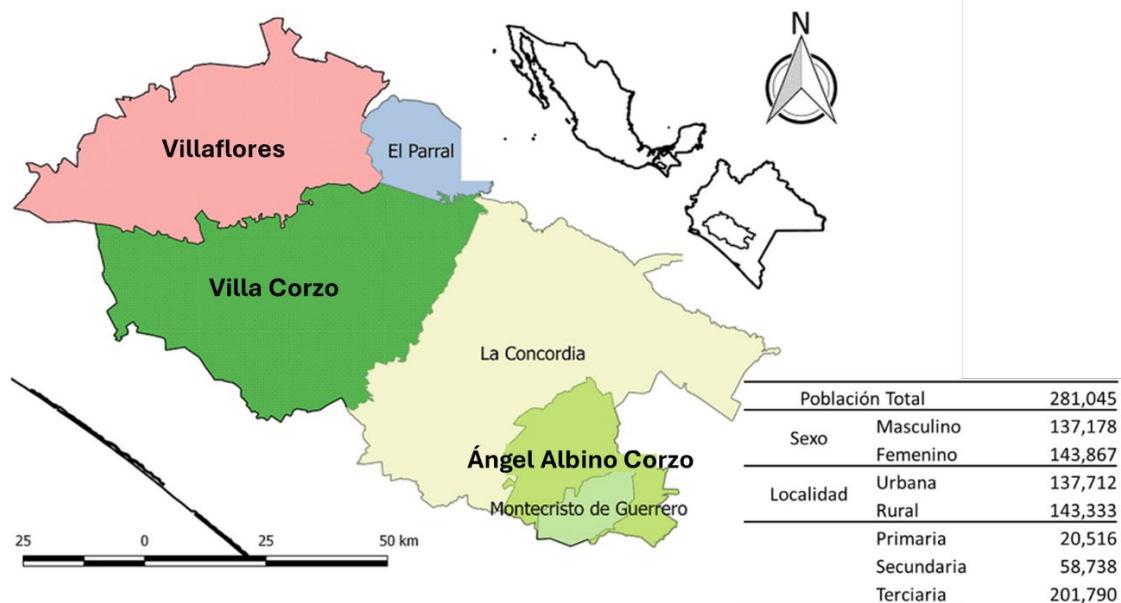 N
Villaflores
El Parral
Villa Corzo
La Concordia
Ángel Albino Corzo
Montecristo de Guerrero
25 0 25 50 km
Población Total 281,045
Sexo Masculino 137,178
Femenino 143,867
Localidad Urbana 137,712
Rural 143,333
Primaria 20,516
Secundaria 58,738
Terciaria 201,790